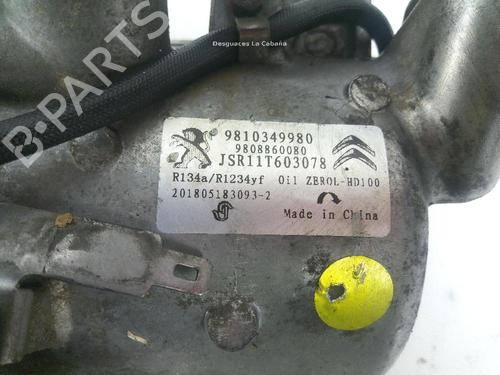 Desguaces La Cabaña
B-PARTS
9810349980
9808860080
JSR11T603078
R134a/R1234yf Oil ZEROL-HD100
201805183093-2
Made in China